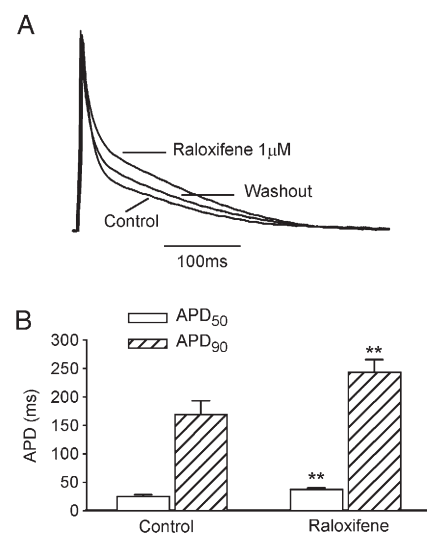 A
Raloxifene 1μM
Washout
Control
100ms
B
APD50
APD90
APD (ms)
300
250
200
150
100
50
0
**
**
Control
Raloxifene